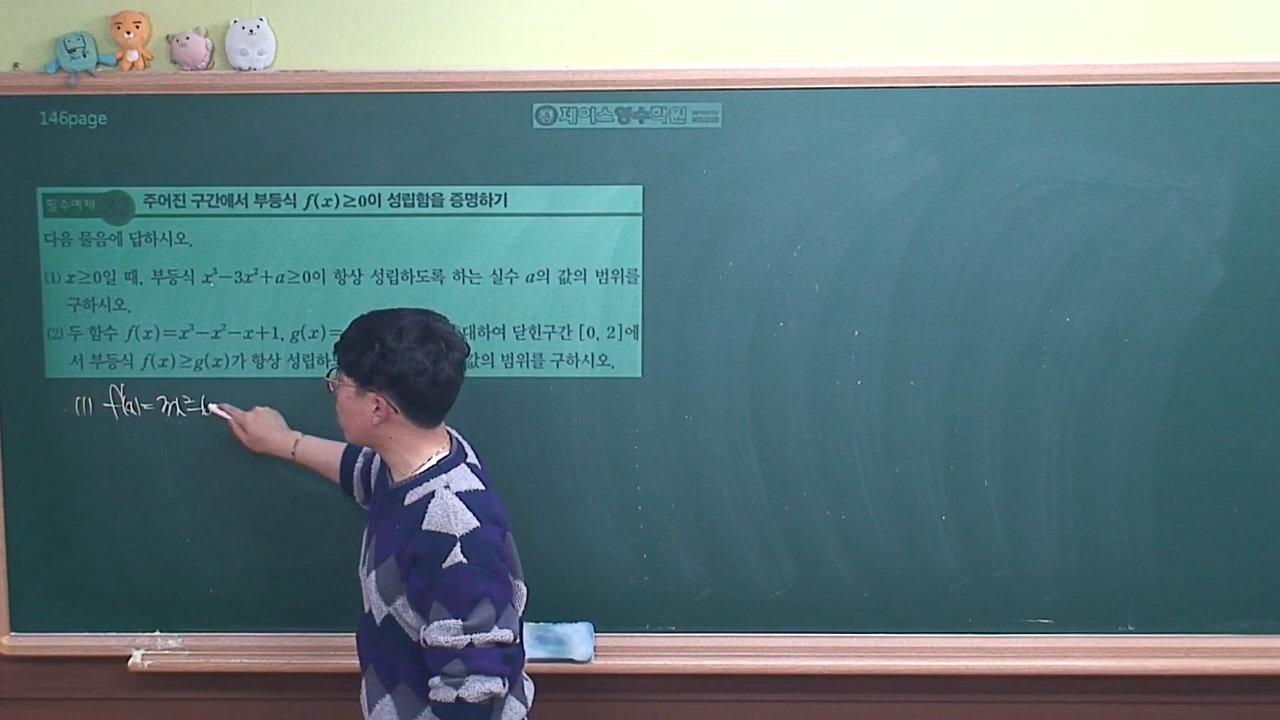 146page
제이스영수학원
필수예제
주어진 구간에서 부등식 f(x)≥0이 성립함을 증명하기
다음 물음에 답하시오.
(1) x≥0일 때, 부등식 x³-3x²+a≥0이 항상 성립하도록 하는 실수 a의 값의 범위를
구하시오.
(2) 두 함수 f(x)=x³-x²-x+1, g(x)= 대하여 닫힌구간 [0, 2]에
서 부등식 f(x)≥g(x)가 항상 값의 범위를 구하시오.
(1) f'(x)=3x²-6